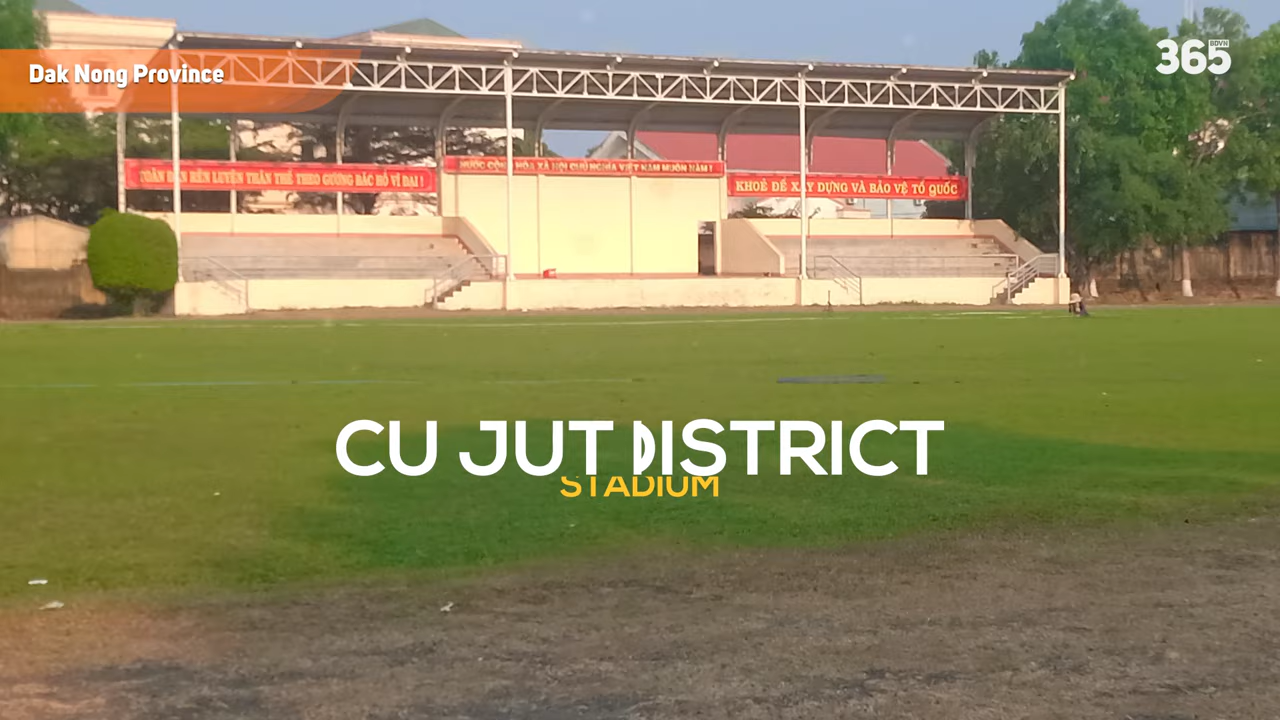 Dak Nong Province
365
BDVN
TOÀN DÂN RÈN LUYỆN THÂN THỂ THEO GƯƠNG BÁC HỒ VĨ ĐẠI !
NƯỚC CỘNG HÒA XÃ HỘI CHỦ NGHĨA VIỆT NAM MUÔN NĂM !
KHOẺ ĐỂ XÂY DỰNG VÀ BẢO VỆ TỔ QUỐC
CU JUT DISTRICT
STADIUM